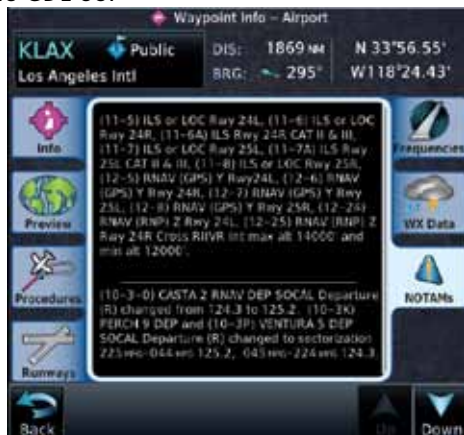 Waypoint Info – Airport
KLAX Public DIS: 1869 NM N 33°56.55'
Los Angeles Intl BRG: 295° W118°24.43'
Info
Preview
Procedures
Runways
(11-5) ILS or LOC Rwy 24L, (11-6) ILS or LOC
Rwy 24R, (11-6A) ILS Rwy 24R CAT II & III,
(11-7) ILS or LOC Rwy 25L, (11-7A) ILS Rwy
25L CAT II & III, (11-8) ILS or LOC Rwy 25R,
(12-5) RNAV (GPS) Y Rwy24L, (12-6) RNAV
(GPS) Y Rwy 24R, (12-7) RNAV (GPS) Y Rwy
25L, (12-8) RNAV (GPS) Y Rwy 25R, (12-24)
RNAV (RNP) Z Rwy 24L, (12-25) RNAV (RNP) Z
Rwy 24R Cross RIIVR Int max alt 14000' and
min alt 12000'.
(10-3-0) CASTA 2 RNAV DEP SOCAL Departure
(R) changed from 124.3 to 125.2. (10-3K)
PERCH 9 DEP and (10-3P) VENTURA 5 DEP
SOCAL Departure (R) changed to sectorization
225 HDG-044 HDG 125.2, 045 HDG-224 HDG 124.3.
Frequencies
WX Data
NOTAMs
Back
Up
Down